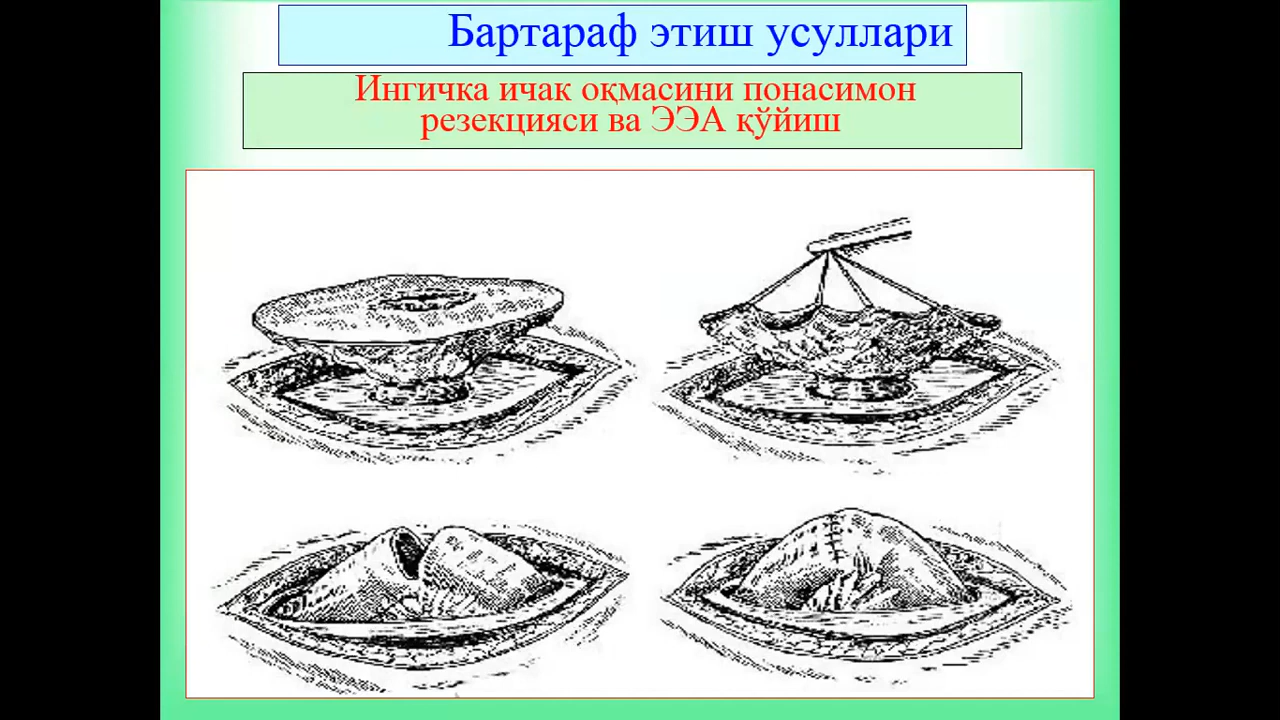 Бартараф этиш усуллари
Ингичка ичак оқмасини понасимон
резекцияси ва ЭЭА қўйиш